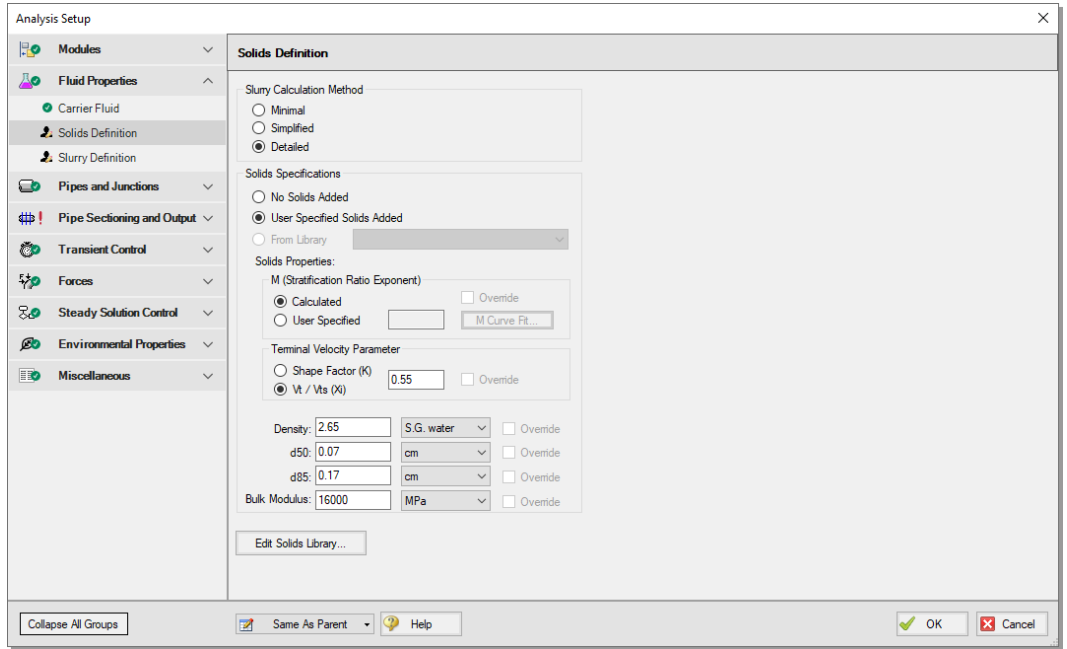 Analysis Setup
Modules
Fluid Properties
Carrier Fluid
Solids Definition
Slurry Definition
Pipes and Junctions
Pipe Sectioning and Output
Transient Control
Forces
Steady Solution Control
Environmental Properties
Miscellaneous
Solids Definition
Slurry Calculation Method
Minimal
Simplified
Detailed
Solids Specifications
No Solids Added
User Specified Solids Added
From Library
Solids Properties:
M (Stratification Ratio Exponent)
Calculated
Override
User Specified
M Curve Fit...
Terminal Velocity Parameter
Shape Factor (K)
0.55
Override
Vt / Vts (Xi)
Density: 2.65 S.G. water Override
d50: 0.07 cm Override
d85: 0.17 cm Override
Bulk Modulus: 16000 MPa Override
Edit Solids Library...
Collapse All Groups
Same As Parent
Help
OK
Cancel